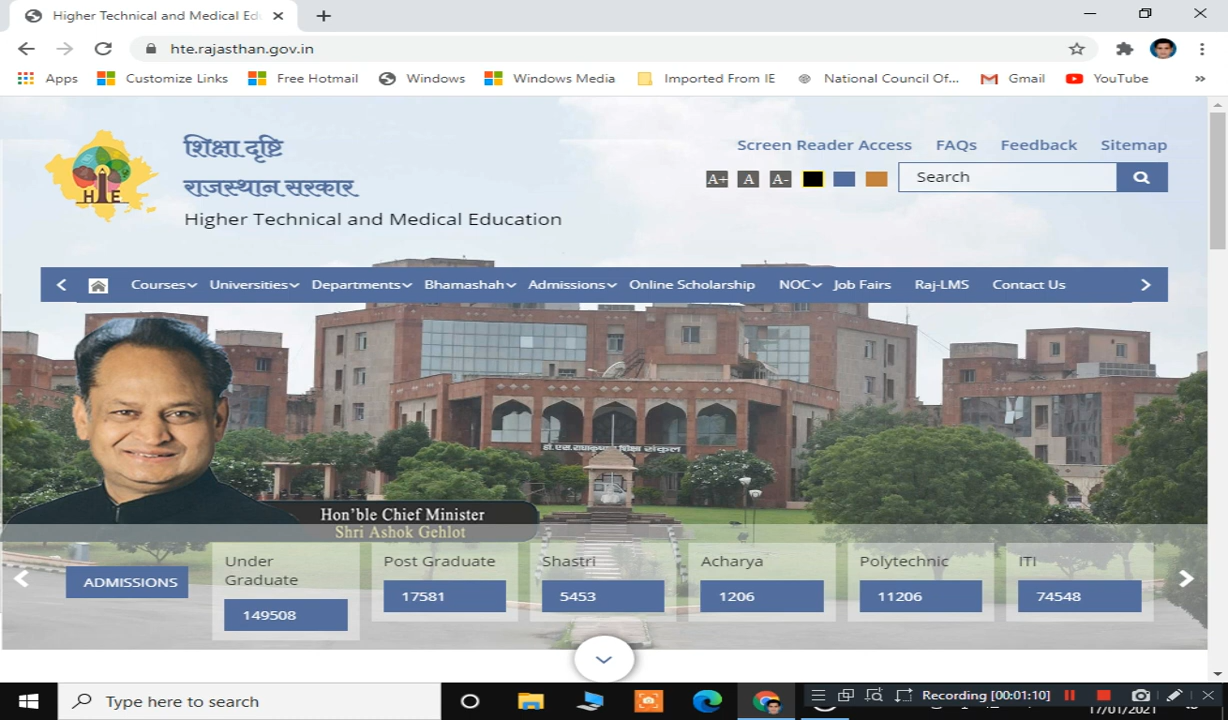 Higher Technical and Medical Ed
hte.rajasthan.gov.in
Apps Customize Links Free Hotmail Windows Windows Media Imported From IE National Council Of... Gmail YouTube »
शिक्षा दृष्टि
राजस्थान सरकार
Higher Technical and Medical Education
HTE
Screen Reader Access FAQs Feedback Sitemap
A+ A A- Search
Courses Universities Departments Bhamashah Admissions Online Scholarship NOC Job Fairs Raj-LMS Contact Us
शिक्षा संकुल
Hon'ble Chief Minister
Shri Ashok Gehlot
ADMISSIONS
Under
Graduate
149508
Post Graduate
17581
Shastri
5453
Acharya
1206
Polytechnic
11206
ITI
74548
Type here to search
Recording [00:01:10]
17/01/2021